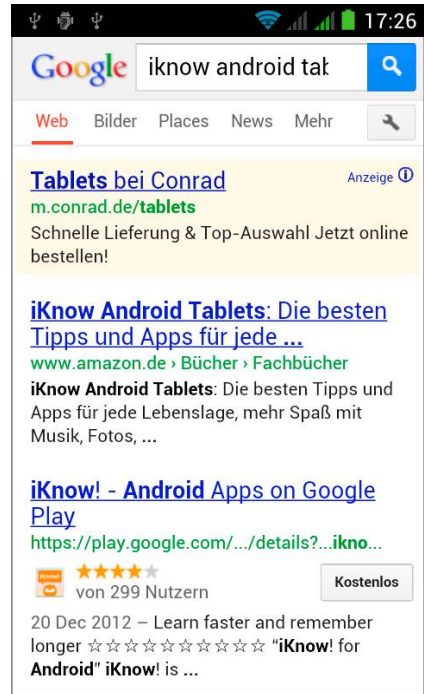 17:26
Google iknow android tab
Web Bilder Places News Mehr
Tablets bei Conrad Anzeige
m.conrad.de/tablets
Schnelle Lieferung & Top-Auswahl Jetzt online
bestellen!
iKnow Android Tablets: Die besten
Tipps und Apps für jede ...
www.amazon.de › Bücher › Fachbücher
iKnow Android Tablets: Die besten Tipps und
Apps für jede Lebenslage, mehr Spaß mit
Musik, Fotos, ...
iKnow! - Android Apps on Google
Play
https://play.google.com/.../details?...ikno...
von 299 Nutzern Kostenlos
20 Dec 2012 – Learn faster and remember
longer ☆☆☆☆☆☆☆☆☆☆ “iKnow! for
Android” iKnow! is ...